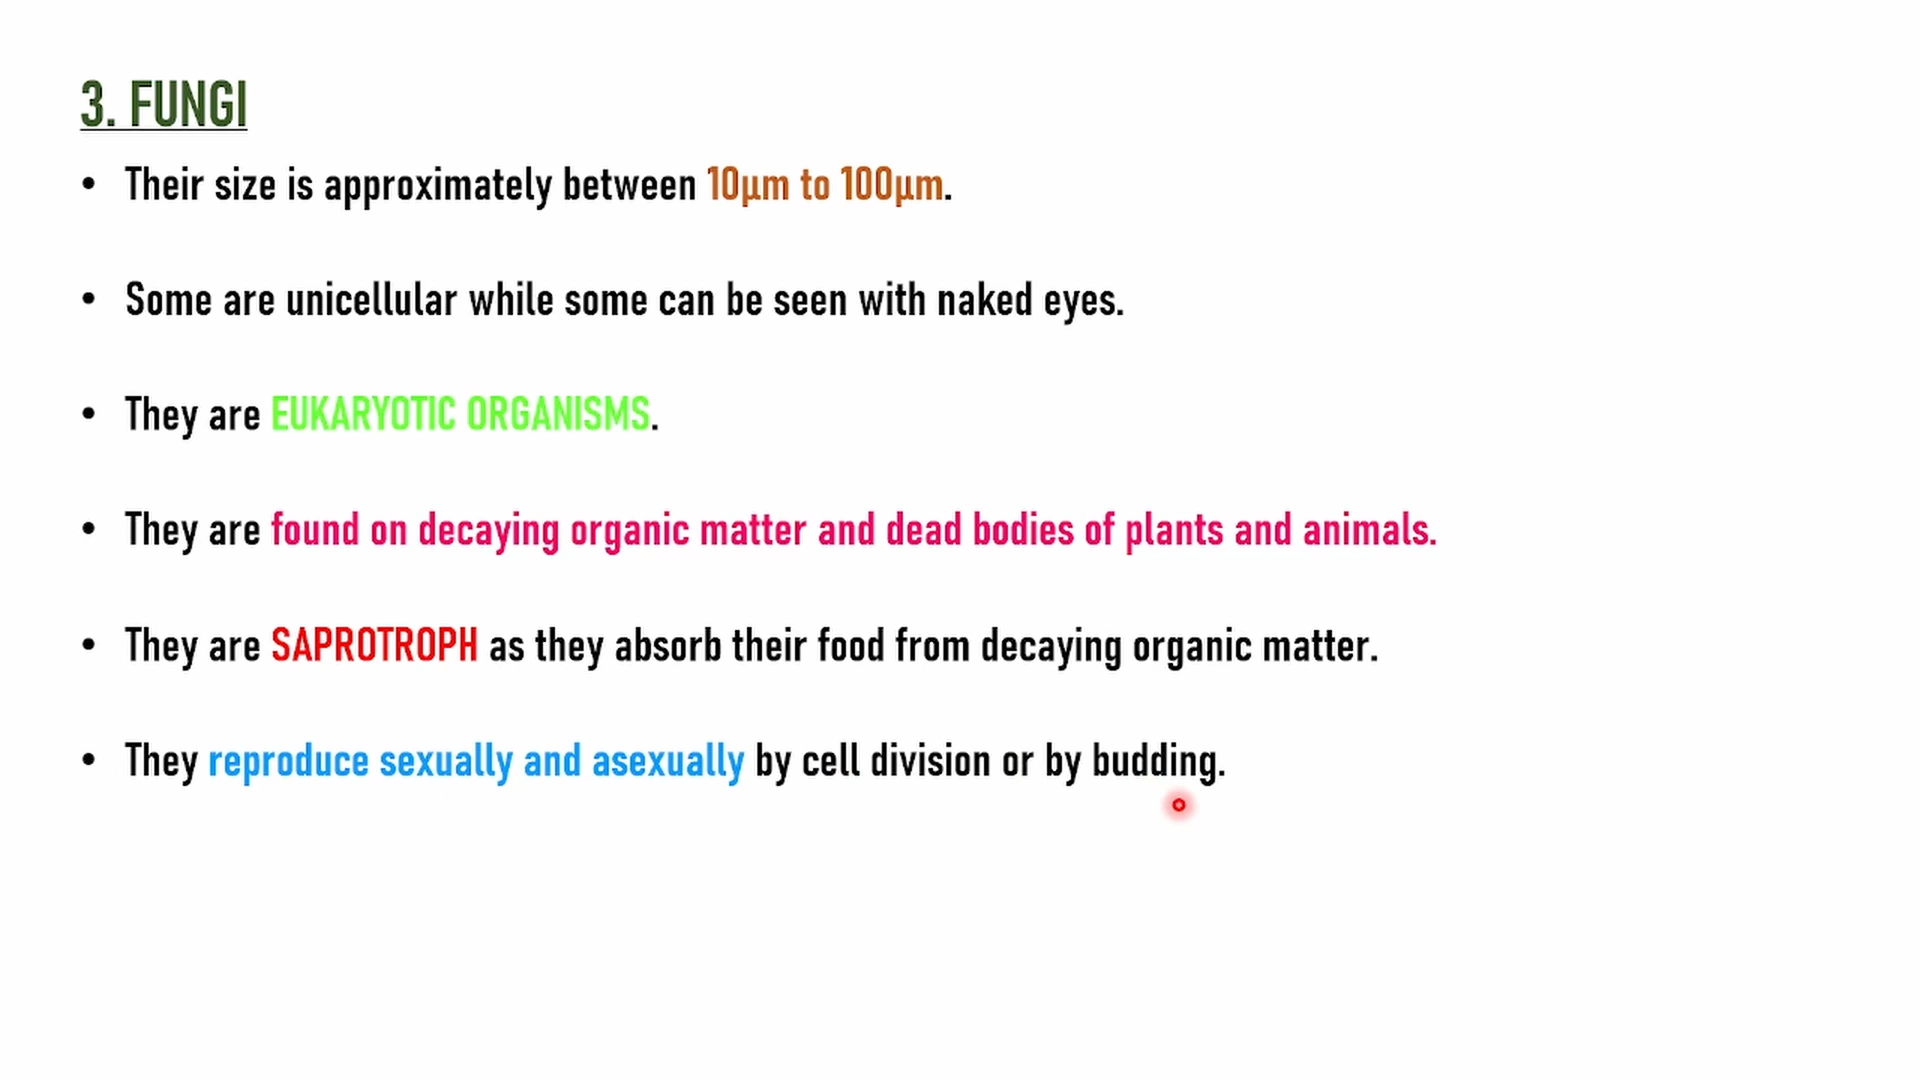 3. FUNGI
• Their size is approximately between 10µm to 100µm.
• Some are unicellular while some can be seen with naked eyes.
• They are EUKARYOTIC ORGANISMS.
• They are found on decaying organic matter and dead bodies of plants and animals.
• They are SAPROTROPH as they absorb their food from decaying organic matter.
• They reproduce sexually and asexually by cell division or by budding.